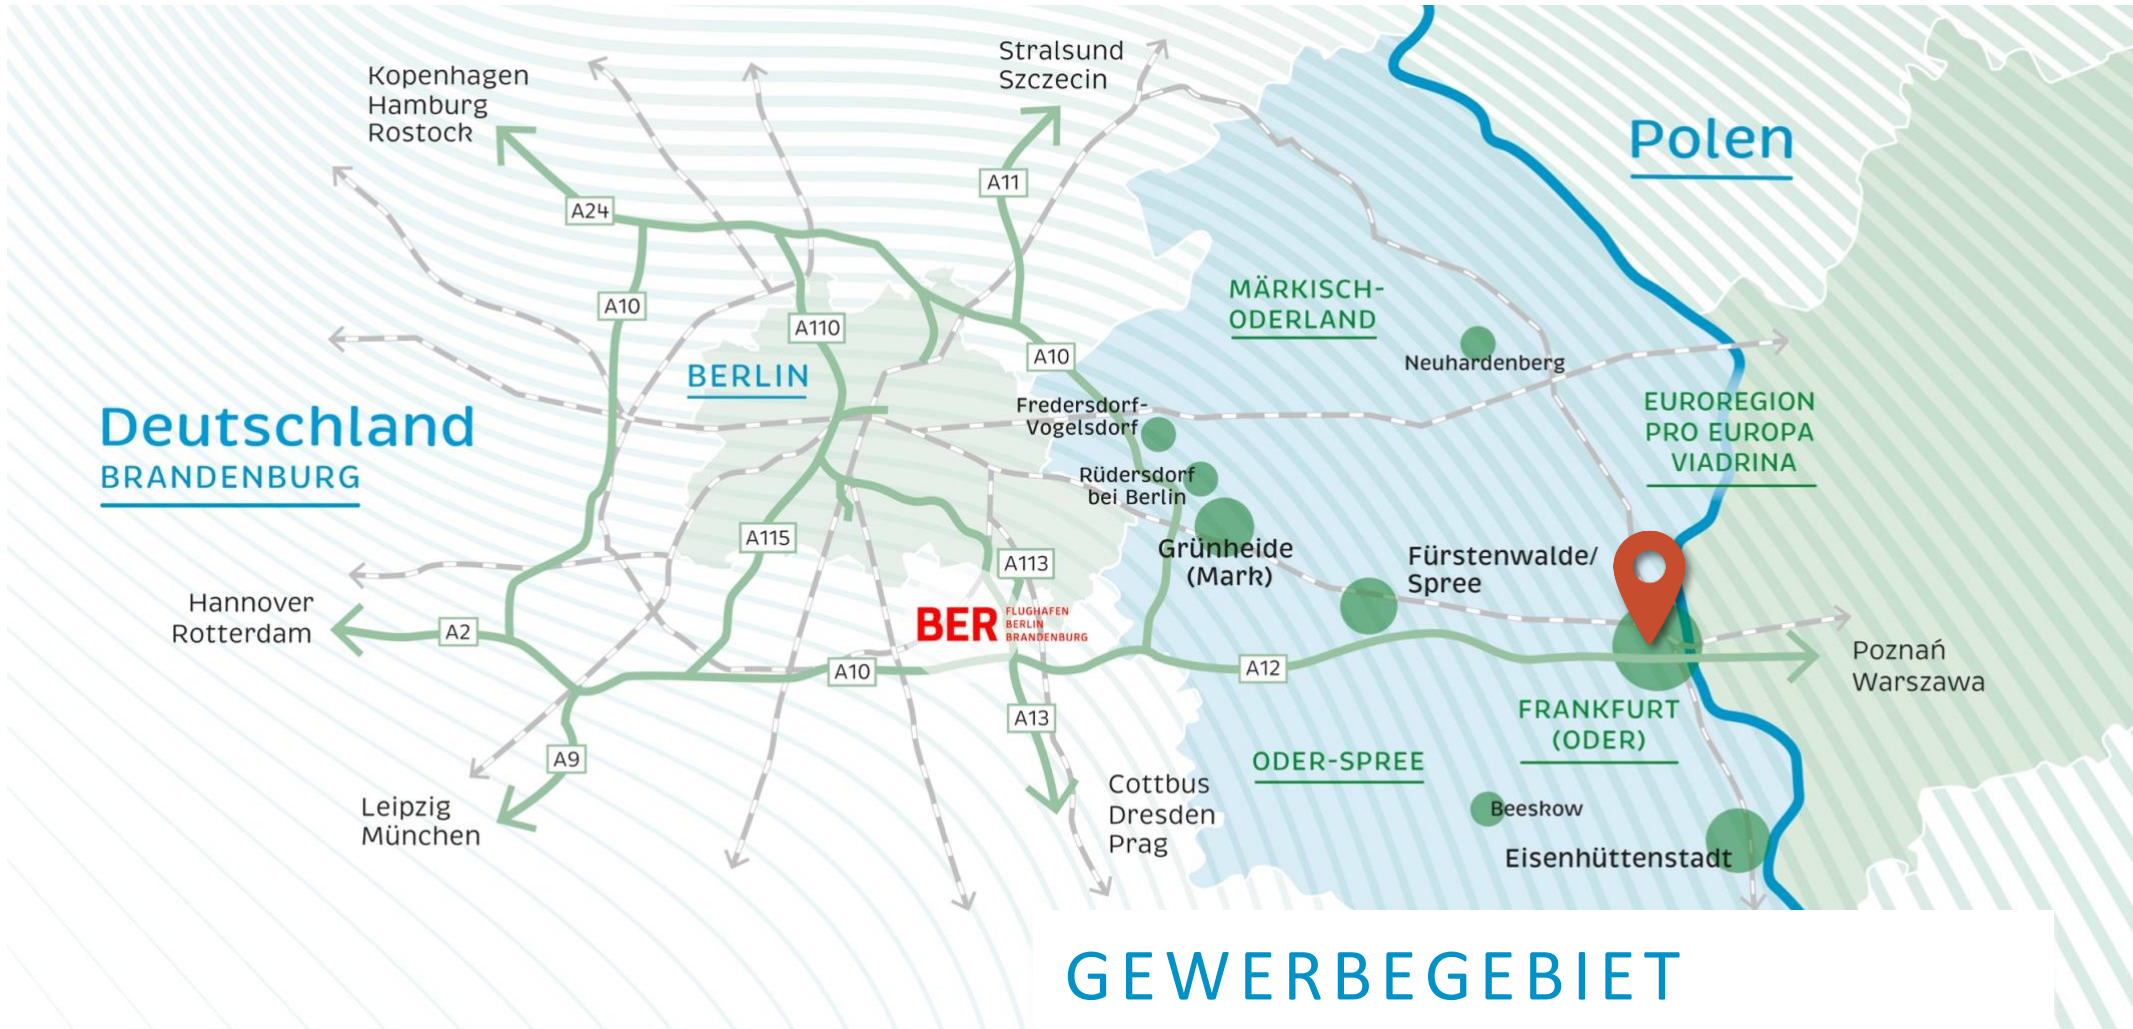 Stralsund
Szczecin
Kopenhagen
Hamburg
Rostock
Polen
A11
A24
A10
A110
MÄRKISCH-
ODERLAND
A10
Neuhardenberg
BERLIN
Fredersdorf-
Vogelsdorf
EUROREGION
PRO EUROPA
VIADRINA
Deutschland
BRANDENBURG
Rüdersdorf
bei Berlin
A115
Grünheide
(Mark)
Fürstenwalde/
Spree
A113
Hannover
Rotterdam
A2
BER
FLUGHAFEN
BERLIN
BRANDENBURG
A10
A12
Poznań
Warszawa
A13
FRANKFURT
(ODER)
A9
ODER-SPREE
Leipzig
München
Cottbus
Dresden
Prag
Beeskow
Eisenhüttenstadt
GEWERBEGEBIET